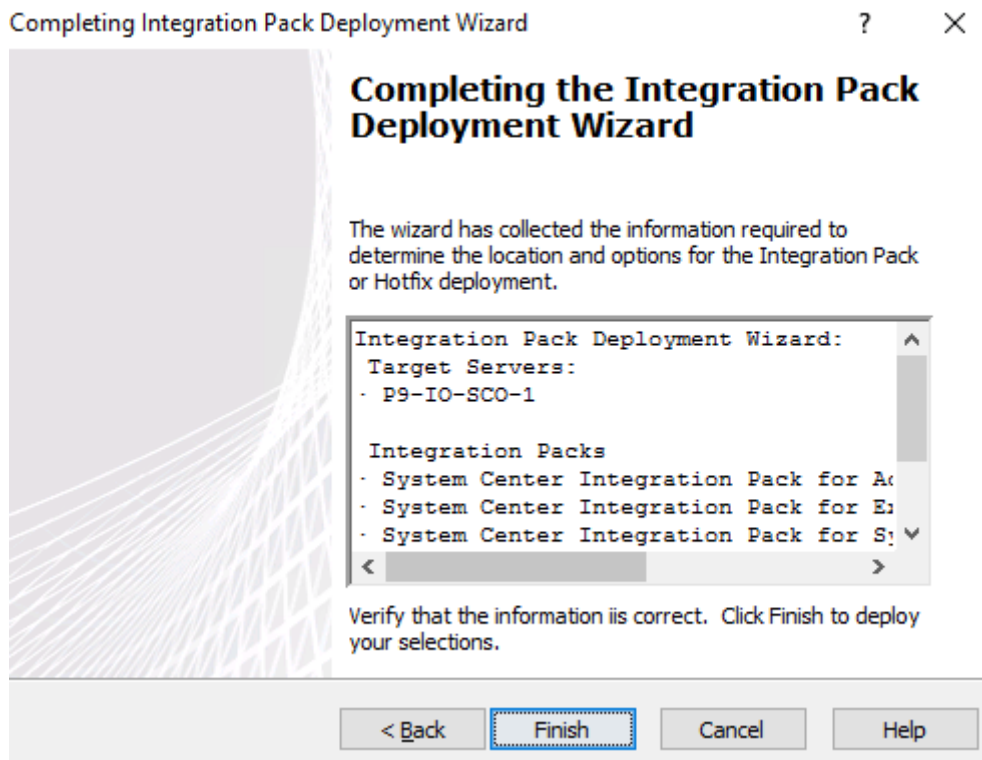 Completing Integration Pack Deployment Wizard ? ×
Completing the Integration Pack
Deployment Wizard
The wizard has collected the information required to
determine the location and options for the Integration Pack
or Hotfix deployment.
Integration Pack Deployment Wizard:
Target Servers:
· P9-IO-SCO-1
Integration Packs
· System Center Integration Pack for
· System Center Integration Pack for
· System Center Integration Pack for
Verify that the information iis correct. Click Finish to deploy
your selections.
< Back Finish Cancel Help